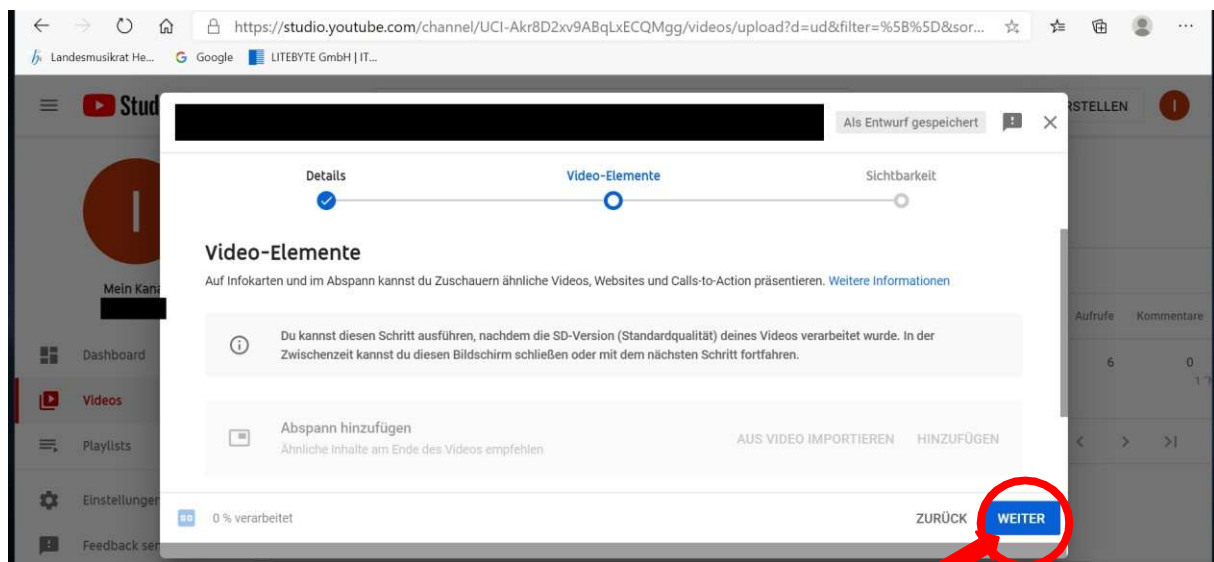 https://studio.youtube.com/channel/UCI-Akr8D2xv9ABqLxECQMgg/videos/upload?d=ud&filter=%5B%5D&sor...
Landesmusikrat He... Google LITEBYTE GmbH | IT...
Stud
Als Entwurf gespeichert
RSTELLEN
I
I
Details Video-Elemente Sichtbarkeit
Video-Elemente
Auf Infokarten und im Abspann kannst du Zuschauern ähnliche Videos, Websites und Calls-to-Action präsentieren. Weitere Informationen
Mein Kana
Aufrufe Kommentare
Du kannst diesen Schritt ausführen, nachdem die SD-Version (Standardqualität) deines Videos verarbeitet wurde. In der
Zwischenzeit kannst du diesen Bildschirm schließen oder mit dem nächsten Schritt fortfahren.
Dashboard
6 0
Videos
Abspann hinzufügen
Ähnliche Inhalte am Ende des Videos empfehlen
AUS VIDEO IMPORTIEREN HINZUFÜGEN
Playlists
Einstellungen
SD 0 % verarbeitet
ZURÜCK WEITER
Feedback sen